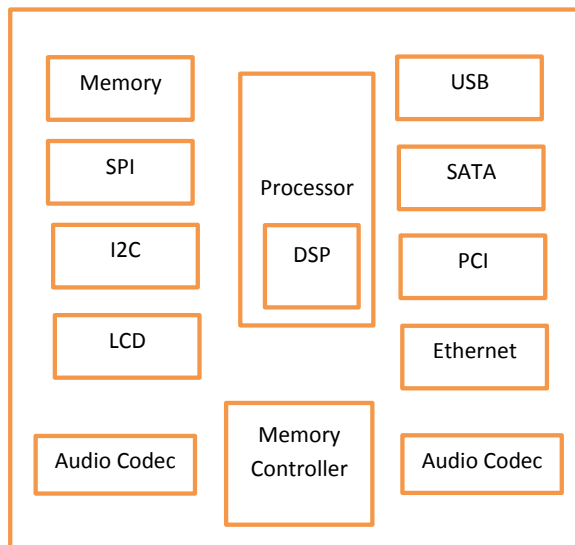 Memory
USB
SPI
Processor
SATA
I2C
DSP
PCI
LCD
Ethernet
Audio Codec
Memory
Controller
Audio Codec